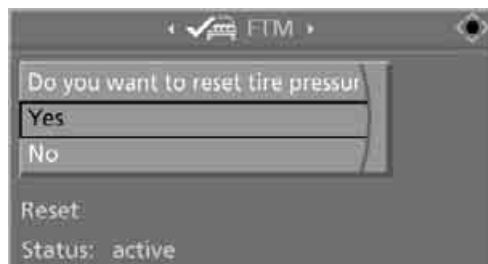 FTM
Do you want to reset tire pressur
Yes
No
Reset
Status: active